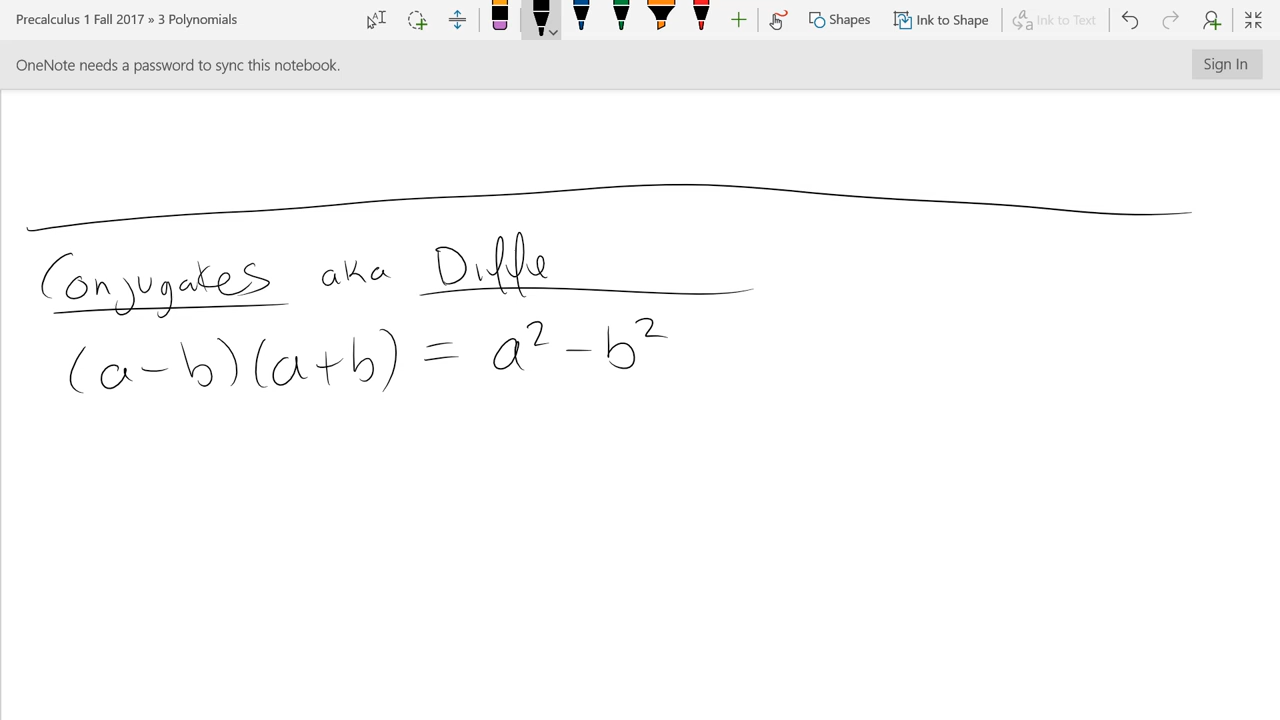 Precalculus 1 Fall 2017 » 3 Polynomials
Shapes Ink to Shape Ink to Text
OneNote needs a password to sync this notebook. Sign In
Conjugates aka Diffe
(a-b)(a+b) = a² - b²